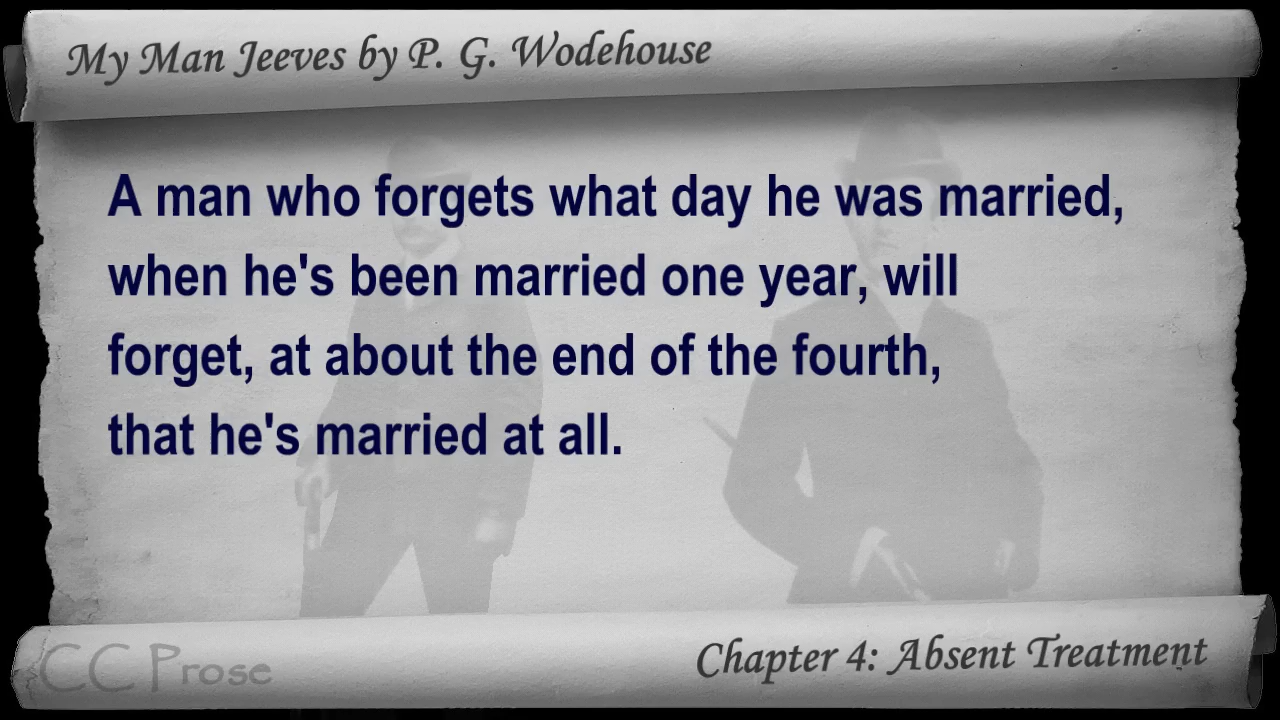 My Man Jeeves by P. G. Wodehouse
A man who forgets what day he was married,
when he's been married one year, will
forget, at about the end of the fourth,
that he's married at all.
CC Prose
Chapter 4: Absent Treatment